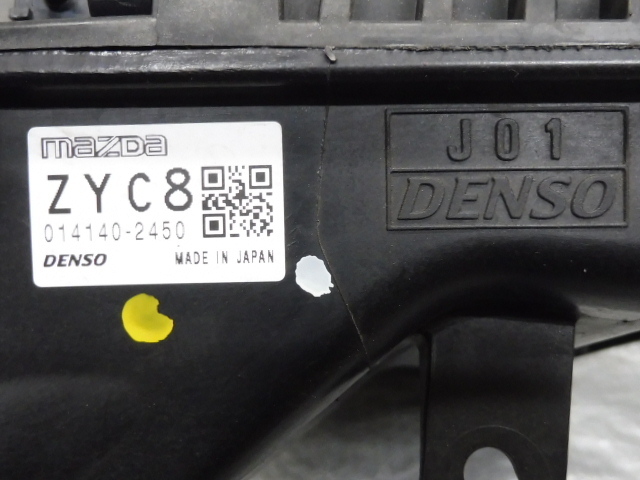 mazda
ZYC8
014140-2450
DENSO MADE IN JAPAN
J01
DENSO